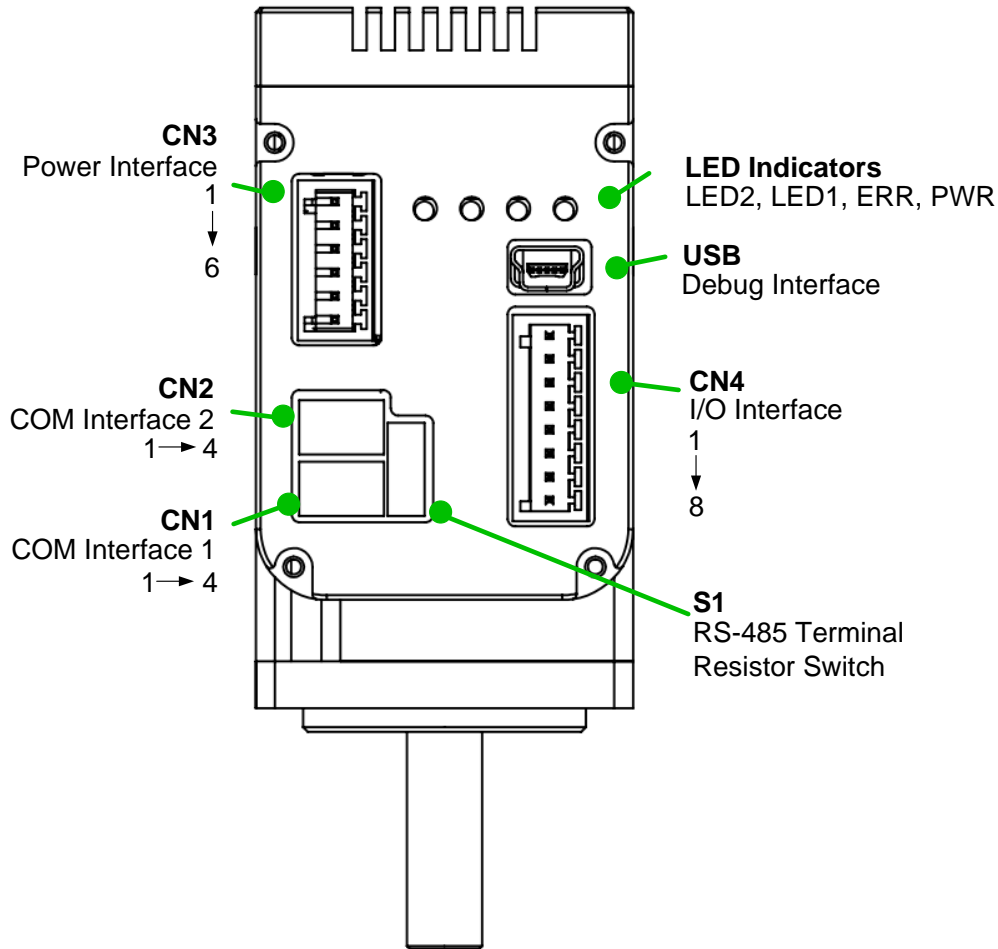 CN3
Power Interface
1
6
LED Indicators
LED2, LED1, ERR, PWR
USB
Debug Interface
CN2
COM Interface 2
1 4
CN4
I/O Interface
1
8
CN1
COM Interface 1
1 4
S1
RS-485 Terminal
Resistor Switch